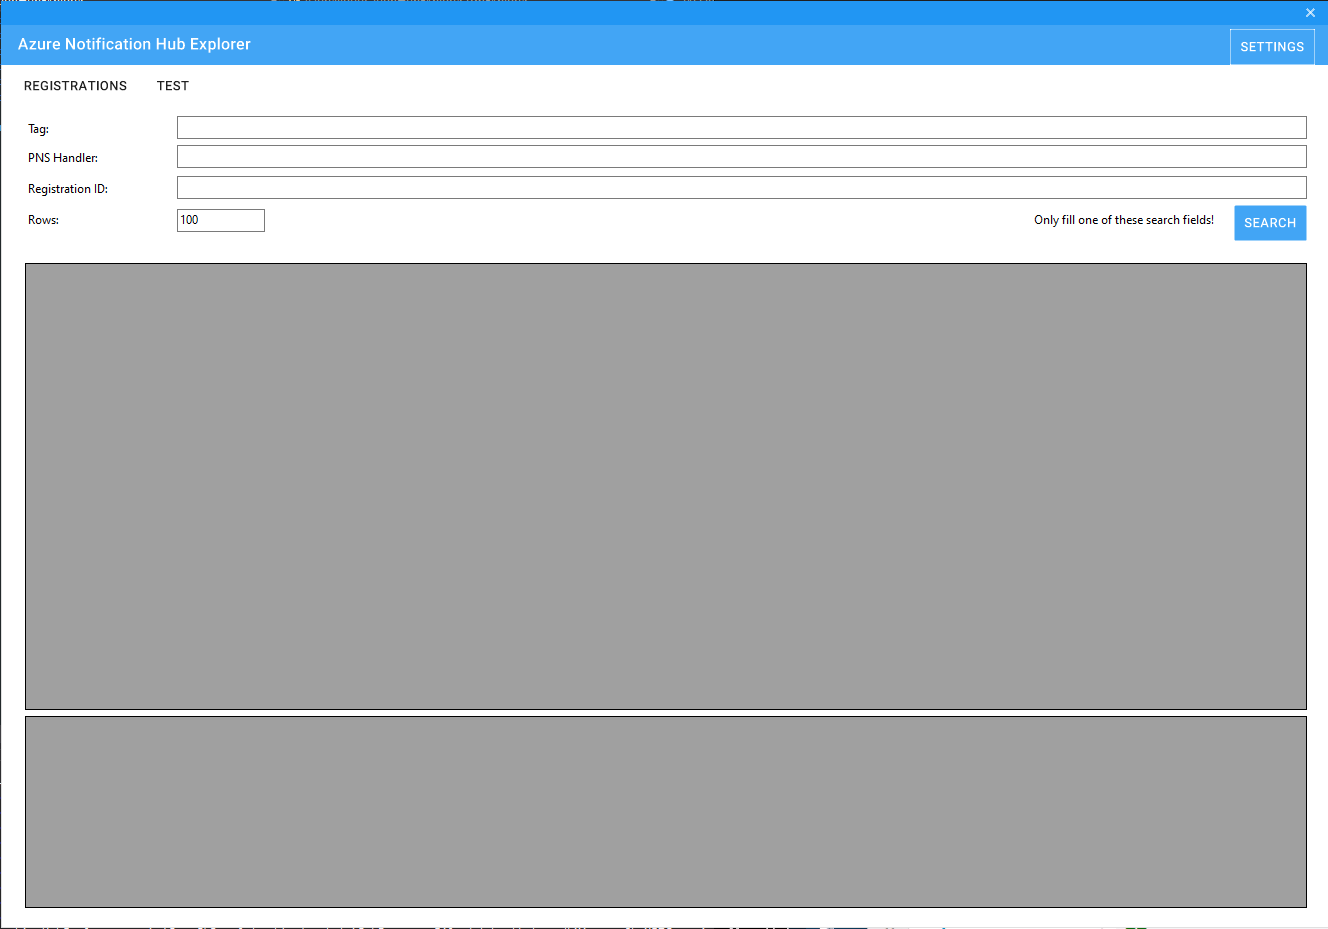 Azure Notification Hub Explorer
SETTINGS
REGISTRATIONS TEST
Tag:
PNS Handler:
Registration ID:
Rows: 100 Only fill one of these search fields! SEARCH